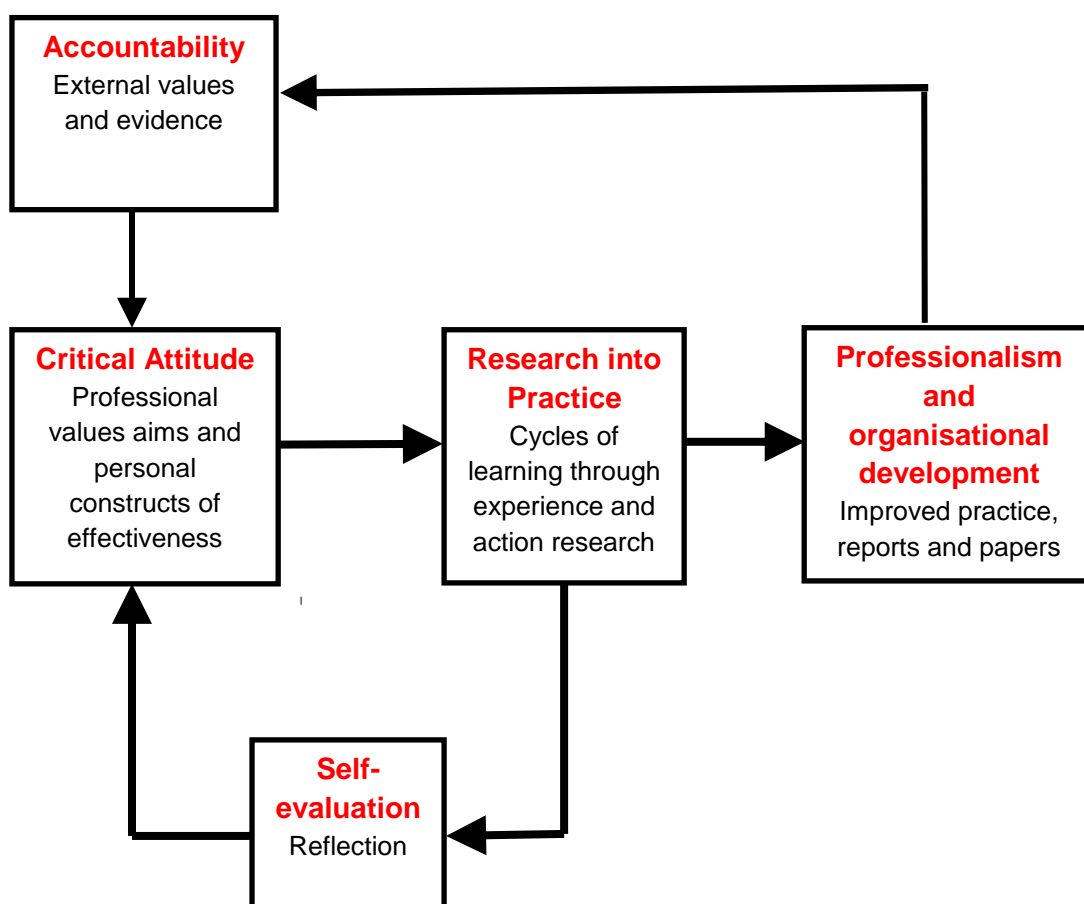 Accountability
External values
and evidence
Critical Attitude
Professional
values aims and
personal
constructs of
effectiveness
Research into
Practice
Cycles of
learning through
experience and
action research
Professionalism
and
organisational
development
Improved practice,
reports and papers
Self-
evaluation
Reflection